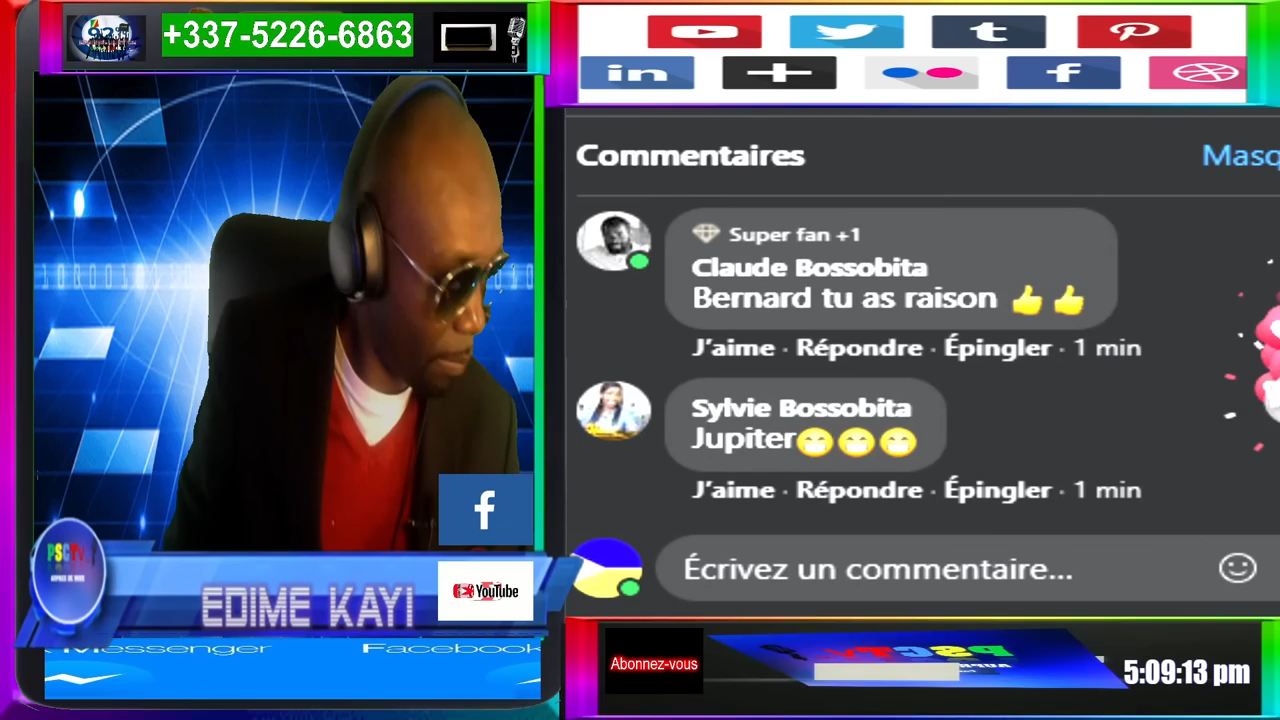 +337-5226-6863
Commentaires
Masq
Super fan +1
Claude Bossobita
Bernard tu as raison 👍 👍
J'aime · Répondre · Épingler · 1 min
Sylvie Bossobita
Jupiter😁😁😁
J'aime · Répondre · Épingler · 1 min
Écrivez un commentaire...
PSCTV
EDIME KAYI
YouTube
Messenger
Facebook
Abonnez-vous
5:09:13 pm